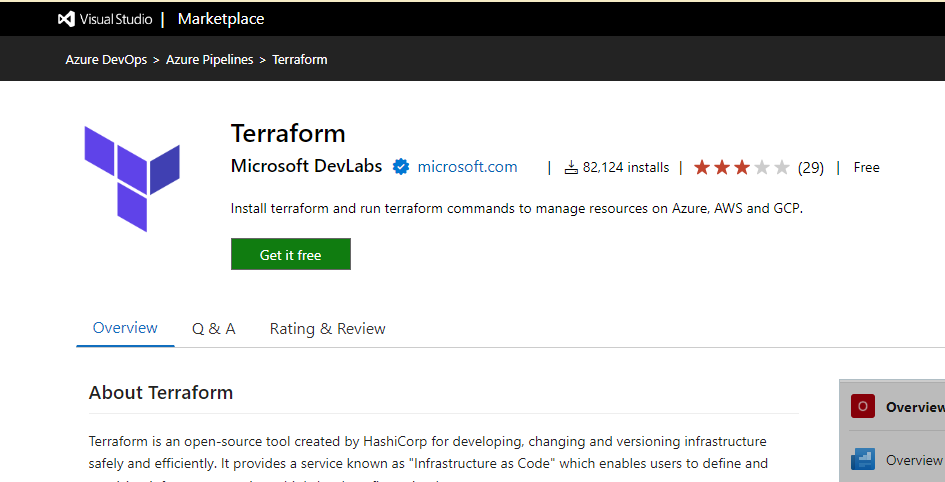 Visual Studio | Marketplace
Azure DevOps > Azure Pipelines > Terraform
Terraform
Microsoft DevLabs microsoft.com | 82,124 installs | (29) | Free
Install terraform and run terraform commands to manage resources on Azure, AWS and GCP.
Get it free
Overview Q & A Rating & Review
About Terraform
O Overview
Terraform is an open-source tool created by HashiCorp for developing, changing and versioning infrastructure
safely and efficiently. It provides a service known as "Infrastructure as Code" which enables users to define and
Overview